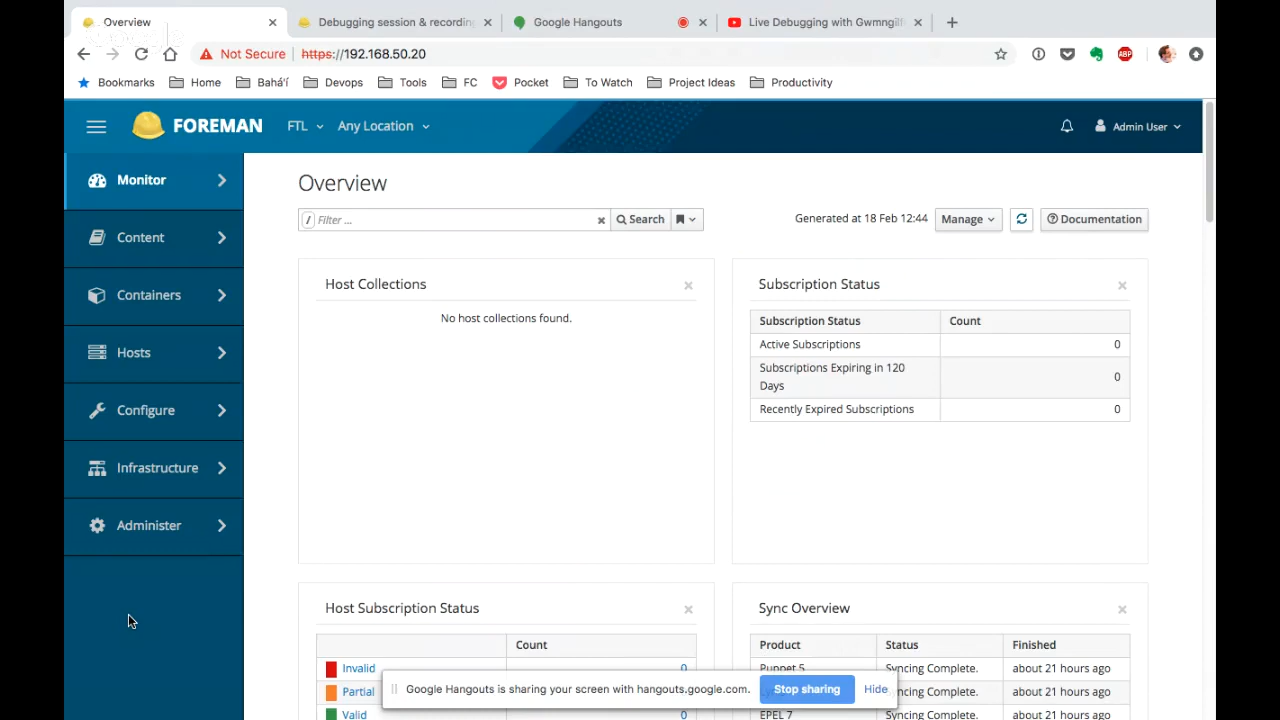 Overview
Debugging session & recording
Google Hangouts
Live Debugging with Gwmngilf
Not Secure https://192.168.50.20
ABP
Bookmarks Home Bahá'í Devops Tools FC Pocket To Watch Project Ideas Productivity
FOREMAN FTL Any Location Admin User
Monitor
Content
Containers
Hosts
Configure
Infrastructure
Administer
Overview
/ Filter ... Search Generated at 18 Feb 12:44 Manage Documentation
Host Collections
No host collections found.
Subscription Status
Subscription Status Count
Active Subscriptions 0
Subscriptions Expiring in 120 Days 0
Recently Expired Subscriptions 0
Host Subscription Status
Count
Invalid 0
Partial
Valid 0
Sync Overview
Product Status Finished
Puppet 5 Syncing Complete. about 21 hours ago
ncing Complete. about 21 hours ago
EPEL 7 Syncing Complete. about 21 hours ago
Google Hangouts is sharing your screen with hangouts.google.com. Stop sharing Hide